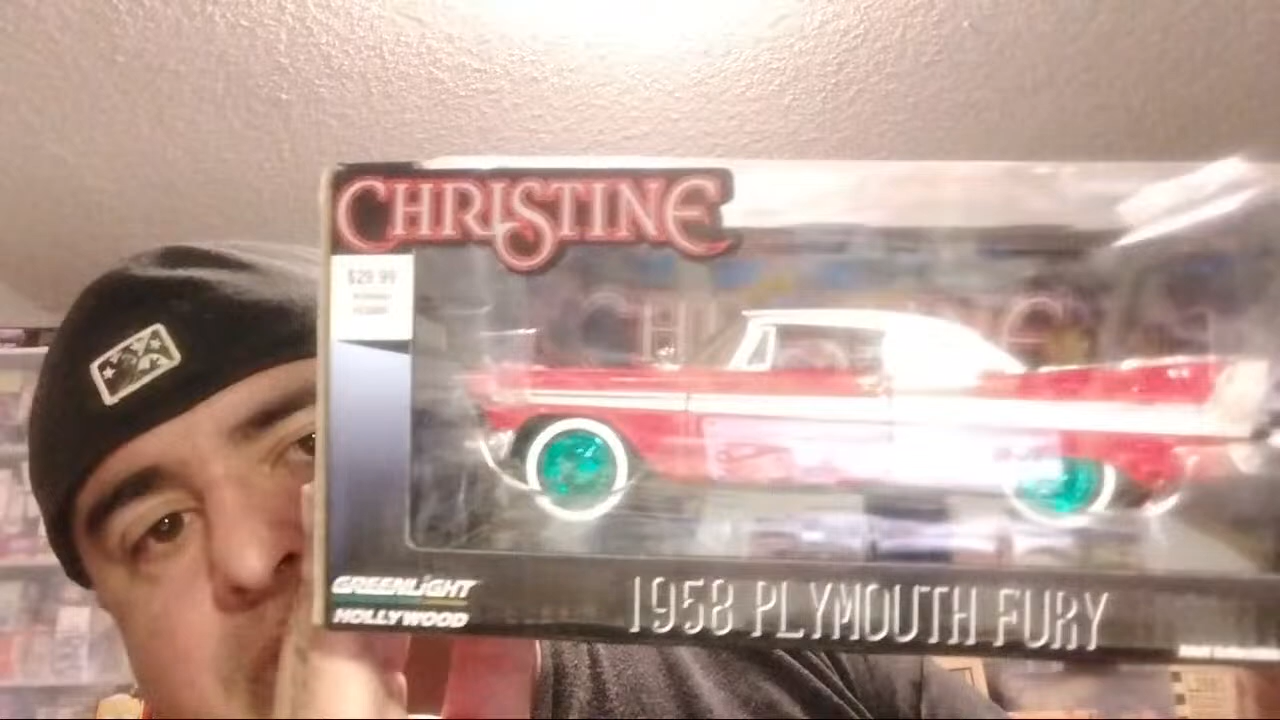 CHRISTINE
$29.99
GREENLIGHT
HOLLYWOOD
1958 PLYMOUTH FURY